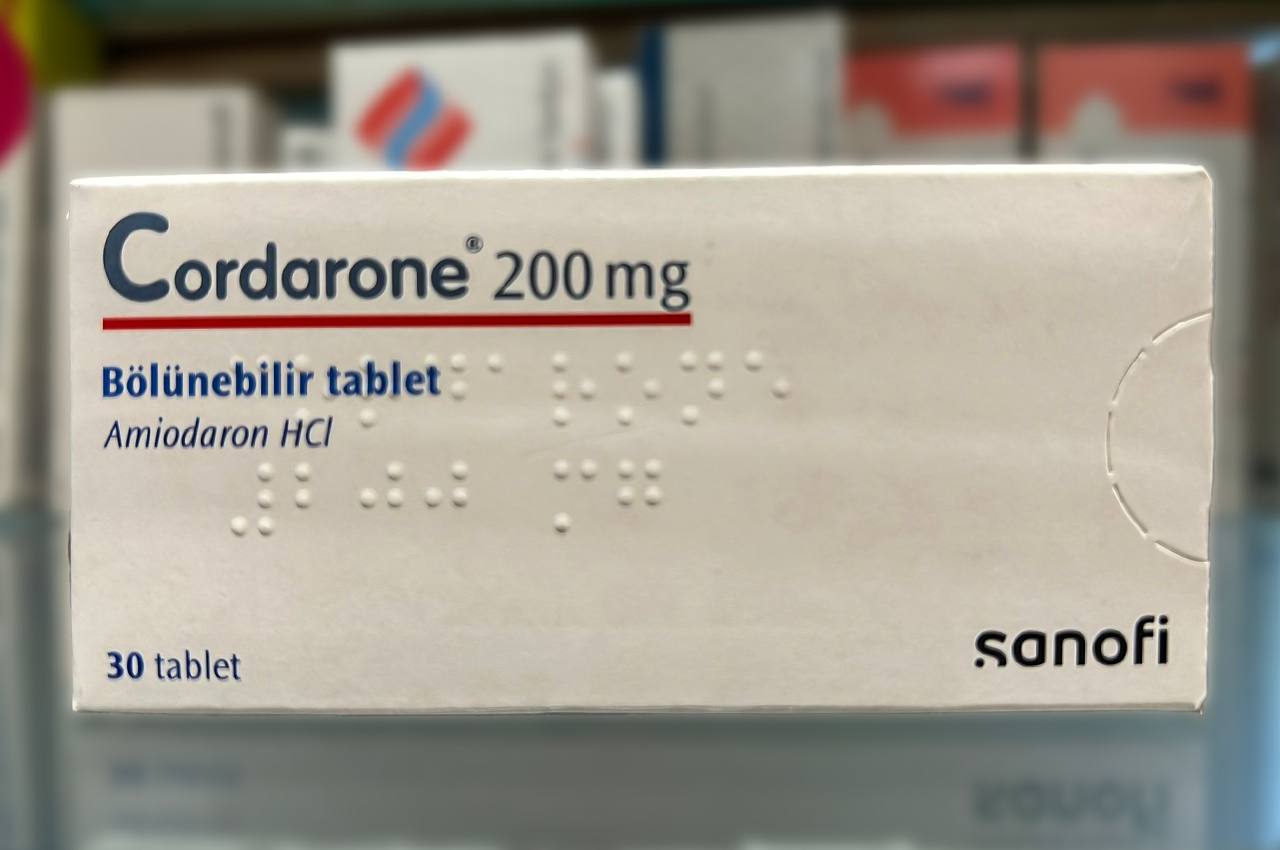 Cordarone® 200 mg
Bölünebilir tablet
Amiodaron HCl
30 tablet
sanofi